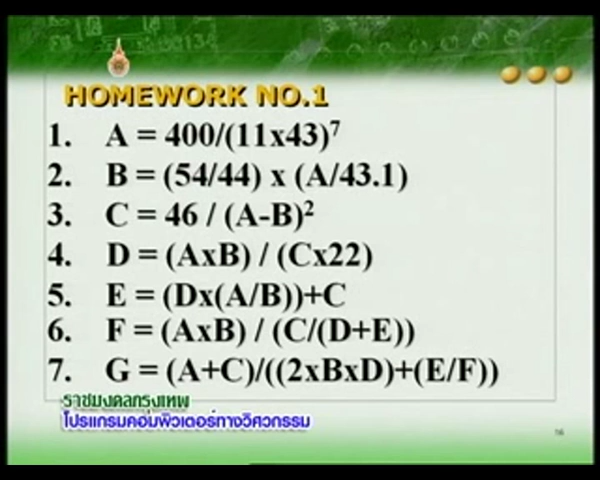 HOMEWORK NO.1
1. A = 400/(11x43)⁷
2. B = (54/44) x (A/43.1)
3. C = 46 / (A-B)²
4. D = (AxB) / (Cx22)
5. E = (Dx(A/B))+C
6. F = (AxB) / (C/(D+E))
7. G = (A+C)/((2xBxD)+(E/F))
ราชมงคลกรุงเทพ
โปรแกรมคอมพิวเตอร์ทางวิศวกรรม
16